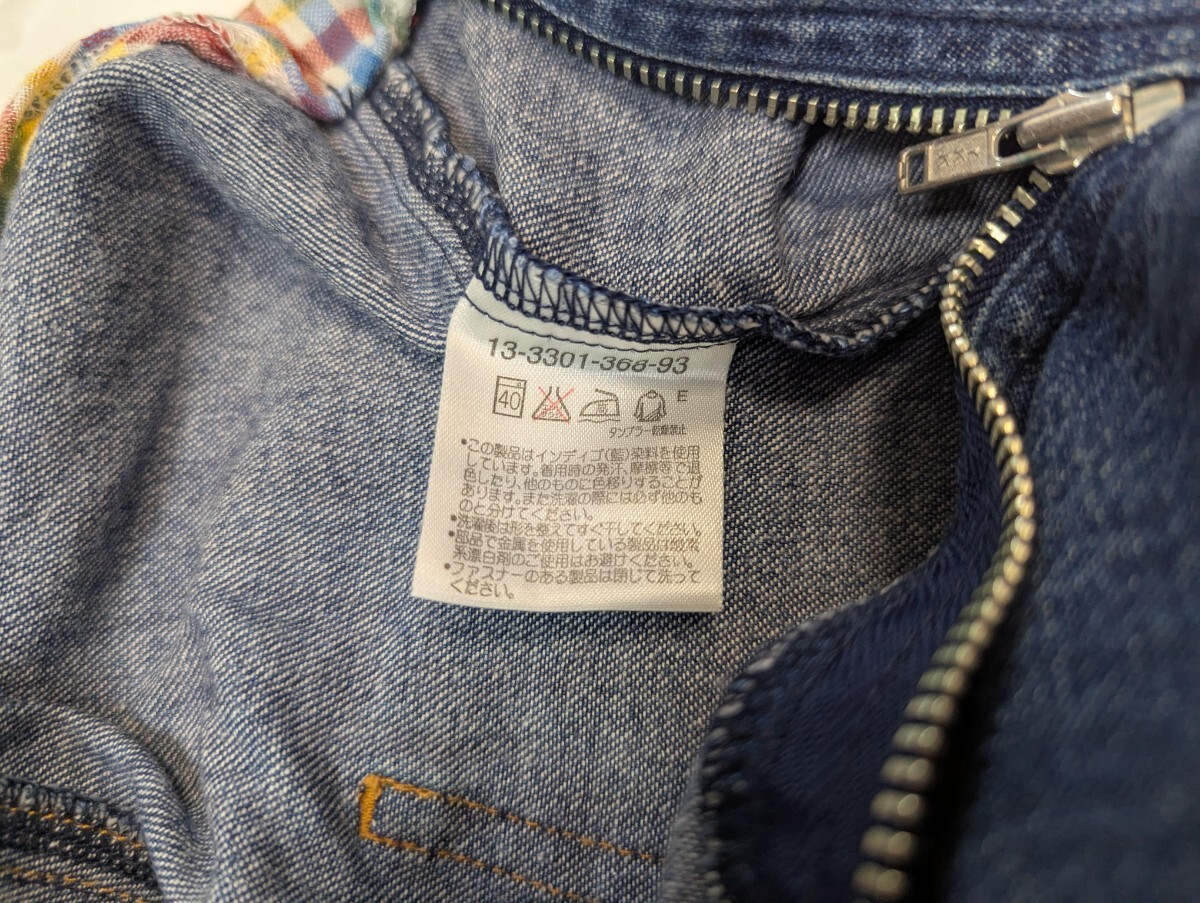 13-3301-368-93
40 E
タンブラー乾燥禁止
•この製品はインディゴ(藍)染料を使用
しています。着用時の発汗、摩擦等で退
色したり、他のものに色移りすることが
あります。また洗濯の際には必ず他のも
のと分けてください。
•洗濯後は形を整えてすぐ干してください。
•部品で金属を使用している製品は酸素
系漂白剤のご使用はお避けください。
•ファスナーのある製品は閉じて洗って
ください。